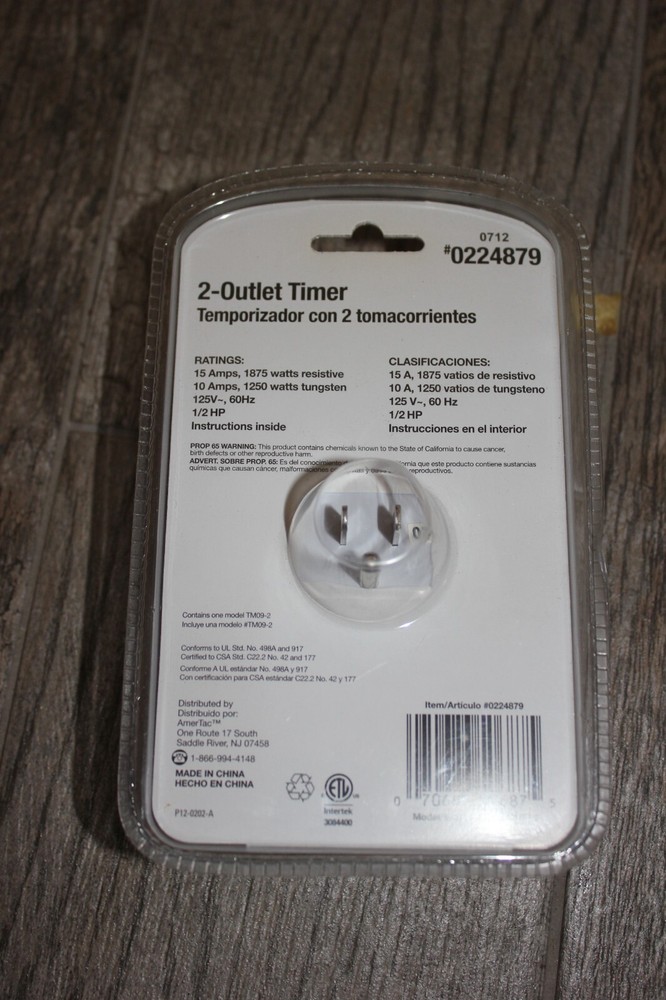 0712
#0224879
2-Outlet Timer
Temporizador con 2 tomacorrientes
RATINGS:
15 Amps, 1875 watts resistive
10 Amps, 1250 watts tungsten
125V~, 60Hz
1/2 HP
Instructions inside
CLASIFICACIONES:
15 A, 1875 vatios de resistivo
10 A, 1250 vatios de tungsteno
125 V~, 60 Hz
1/2 HP
Instrucciones en el interior
PROP 65 WARNING: This product contains chemicals known to the State of California to cause cancer,
birth defects or other reproductive harm.
ADVERT. SOBRE PROP. 65: Es del conocimiento que este producto contiene sustancias
químicas que causan cáncer, reproductivos.
Contains one model TM09-2
Incluye una modelo #TM09-2
Conforms to UL Std. No. 498A and 917
Certified to CSA Std. C22.2 No. 42 and 177
Conforme A UL estándar No. 498A y 917
Con certificación para CSA estándar C22.2 No. 42 y 177
Distributed by
Distribuido por:
AmerTac™
One Route 17 South
Saddle River, NJ 07458
1-866-994-4148
MADE IN CHINA
HECHO EN CHINA
P12-0202-A
ETL
Intertek
3084400
Item/Artículo #0224879
0 5